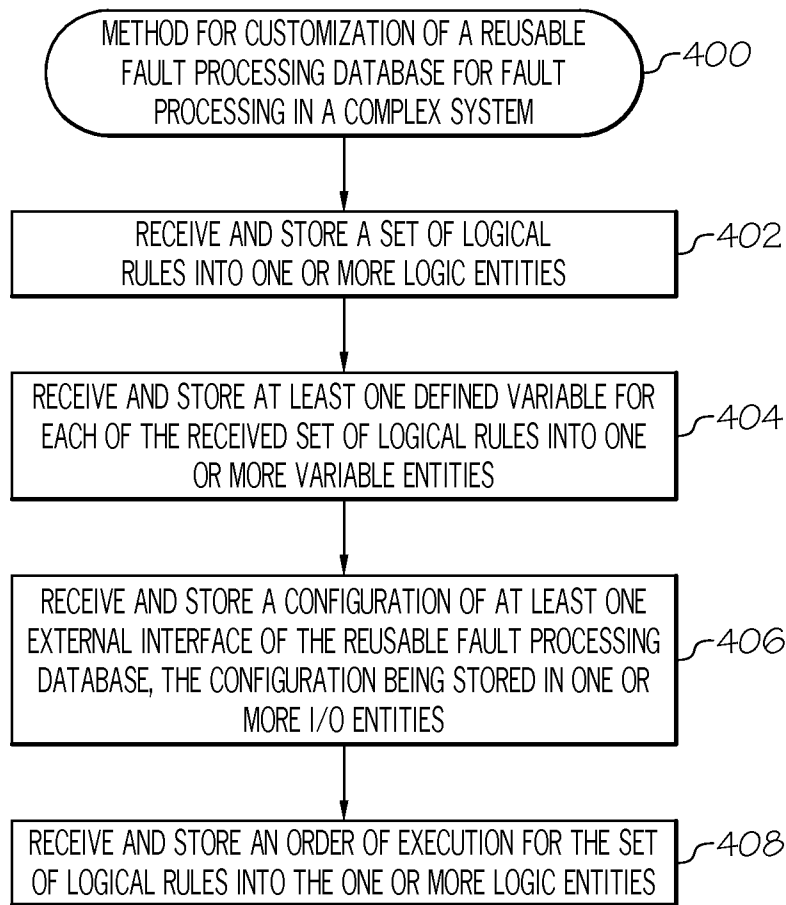 METHOD FOR CUSTOMIZATION OF A REUSABLE
FAULT PROCESSING DATABASE FOR FAULT
PROCESSING IN A COMPLEX SYSTEM
400
RECEIVE AND STORE A SET OF LOGICAL
RULES INTO ONE OR MORE LOGIC ENTITIES
402
RECEIVE AND STORE AT LEAST ONE DEFINED VARIABLE FOR
EACH OF THE RECEIVED SET OF LOGICAL RULES INTO ONE
OR MORE VARIABLE ENTITIES
404
RECEIVE AND STORE A CONFIGURATION OF AT LEAST ONE
EXTERNAL INTERFACE OF THE REUSABLE FAULT PROCESSING
DATABASE, THE CONFIGURATION BEING STORED IN ONE OR
MORE I/O ENTITIES
406
RECEIVE AND STORE AN ORDER OF EXECUTION FOR THE SET
OF LOGICAL RULES INTO THE ONE OR MORE LOGIC ENTITIES
408